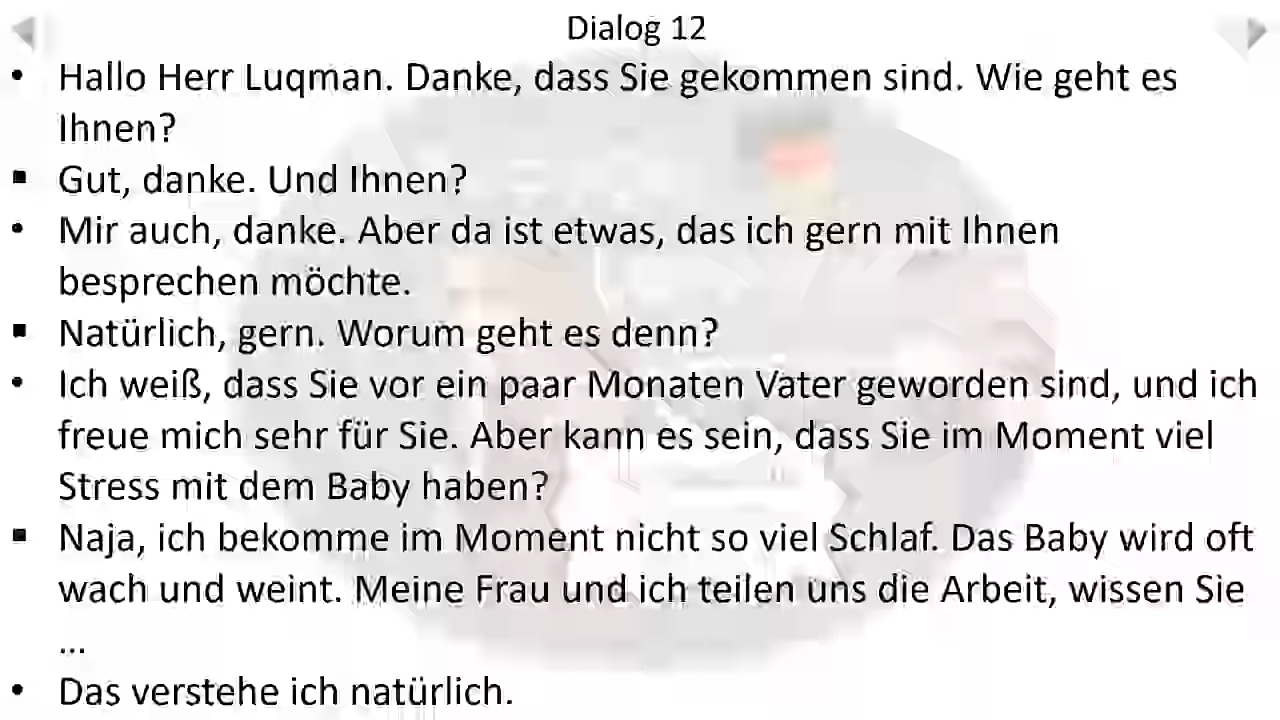 Dialog 12
• Hallo Herr Luqman. Danke, dass Sie gekommen sind. Wie geht es
Ihnen?
▪ Gut, danke. Und Ihnen?
• Mir auch, danke. Aber da ist etwas, das ich gern mit Ihnen
besprechen möchte.
▪ Natürlich, gern. Worum geht es denn?
• Ich weiß, dass Sie vor ein paar Monaten Vater geworden sind, und ich
freue mich sehr für Sie. Aber kann es sein, dass Sie im Moment viel
Stress mit dem Baby haben?
▪ Naja, ich bekomme im Moment nicht so viel Schlaf. Das Baby wird oft
wach und weint. Meine Frau und ich teilen uns die Arbeit, wissen Sie
...
• Das verstehe ich natürlich.